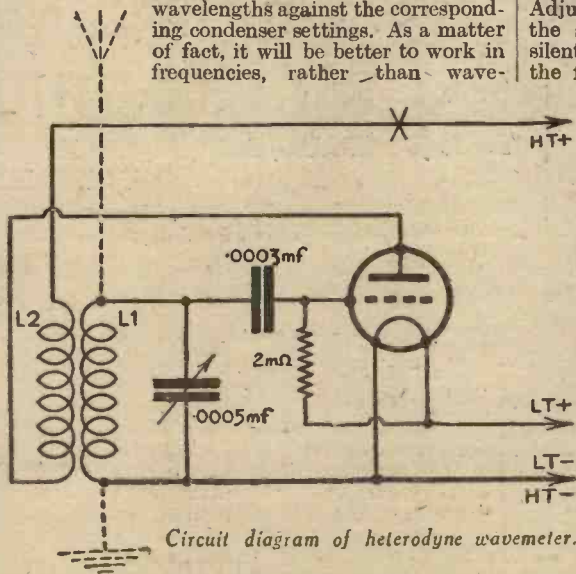 wavelengths against the correspond-
ing condenser settings. As a matter
of fact, it will be better to work in
frequencies, rather than wave-
Adju
the s
silent
the f
HT+
·0003mf
L2
L1
2mΩ
·0005mf
LT+
LT-
HT-
Circuit diagram of heterodyne wavemeter.